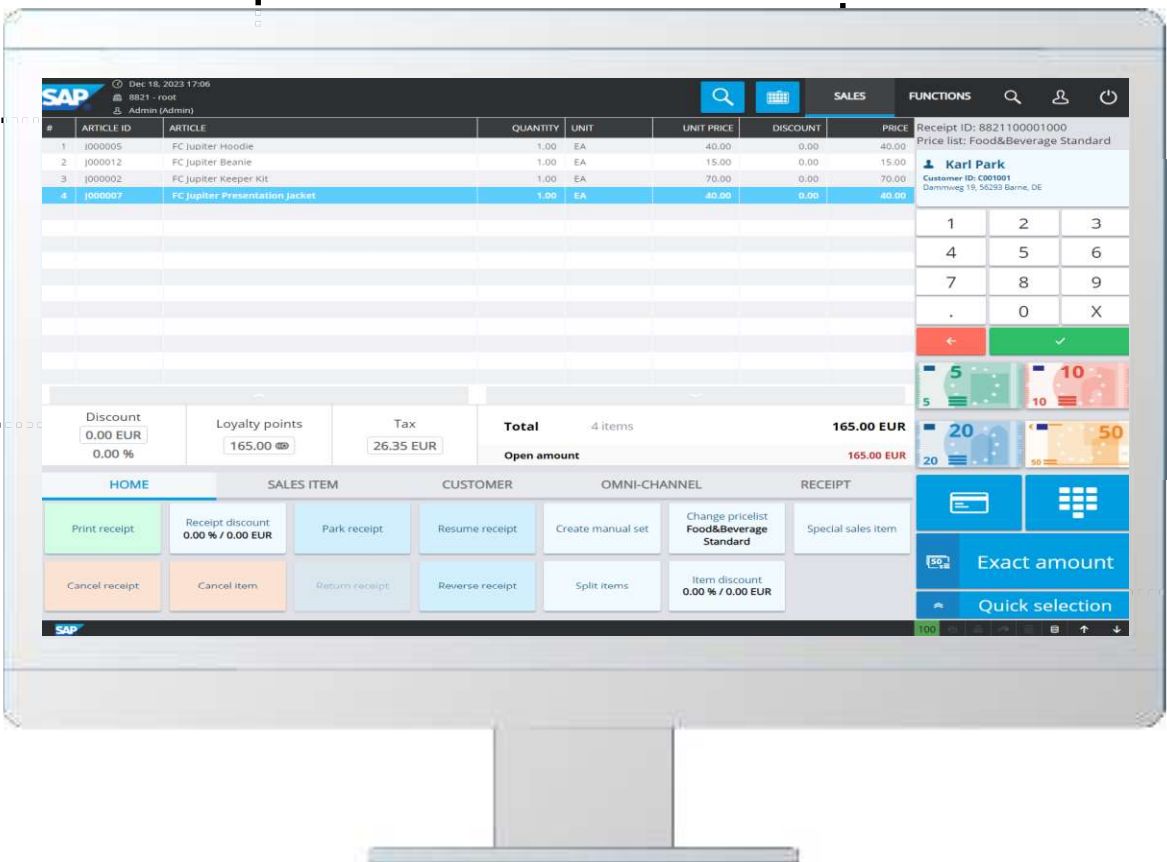 SAP
Dec 18, 2023 17:06
8821 - root
Admin (Admin)
SALES
FUNCTIONS
# ARTICLE ID ARTICLE QUANTITY UNIT UNIT PRICE DISCOUNT PRICE
1 J000005 FC Jupiter Hoodie 1.00 EA 40.00 0.00 40.00
2 J000012 FC Jupiter Beanie 1.00 EA 15.00 0.00 15.00
3 J000002 FC Jupiter Keeper Kit 1.00 EA 70.00 0.00 70.00
4 J000007 FC Jupiter Presentation Jacket 1.00 EA 40.00 0.00 40.00
Receipt ID: 8821100001000
Price list: Food&Beverage Standard
Karl Park
Customer ID: C001001
Dammweg 19, 56293 Barne, DE
1 2 3
4 5 6
7 8 9
. 0 X
5 5
10 10
20 20
50 50
Discount
0.00 EUR
0.00 %
Loyalty points
165.00
Tax
26.35 EUR
Total 4 items 165.00 EUR
Open amount 165.00 EUR
HOME SALES ITEM CUSTOMER OMNI-CHANNEL RECEIPT
Print receipt
Receipt discount
0.00 % / 0.00 EUR
Park receipt
Resume receipt
Create manual set
Change pricelist
Food&Beverage
Standard
Special sales item
Cancel receipt
Cancel item
Return receipt
Reverse receipt
Split items
Item discount
0.00 % / 0.00 EUR
50
Exact amount
Quick selection
SAP
100